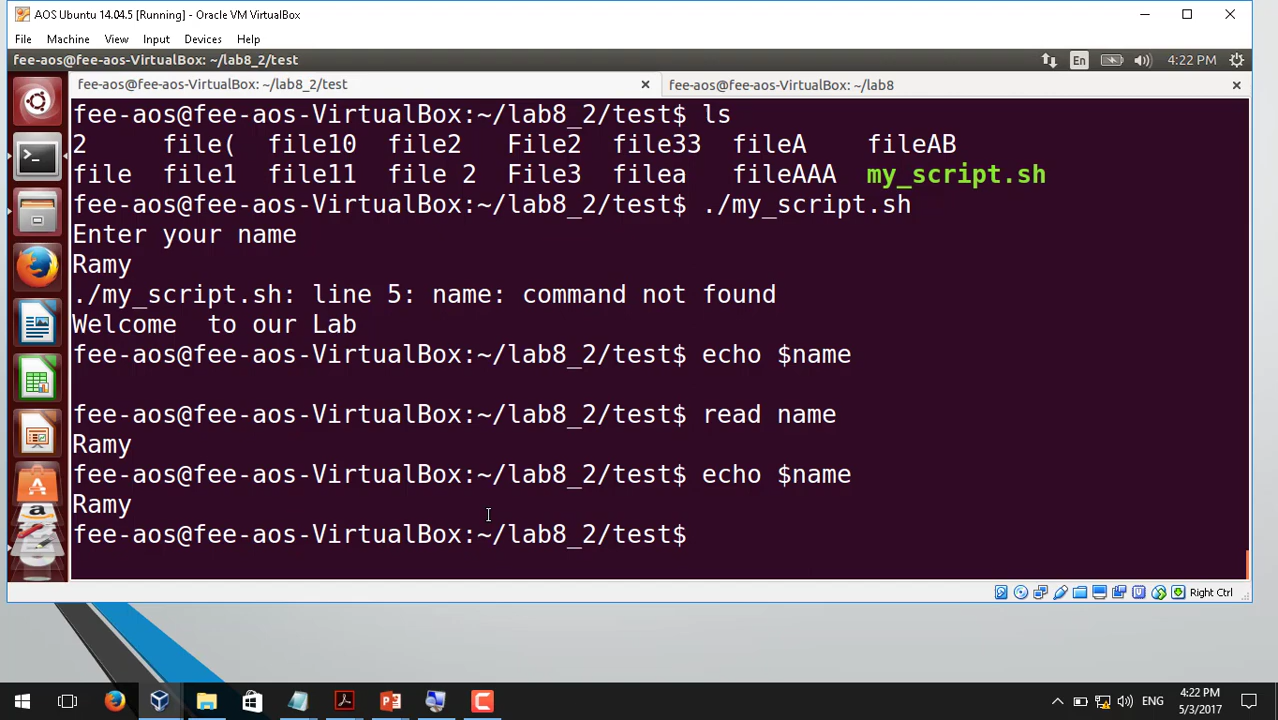 AOS Ubuntu 14.04.5 [Running] - Oracle VM VirtualBox
File Machine View Input Devices Help
fee-aos@fee-aos-VirtualBox: ~/lab8_2/test En 4:22 PM
fee-aos@fee-aos-VirtualBox: ~/lab8_2/test × fee-aos@fee-aos-VirtualBox: ~/lab8 ×
fee-aos@fee-aos-VirtualBox:~/lab8_2/test$ ls
2 file( file10 file2 File2 file33 fileA fileAB
file file1 file11 file 2 File3 filea fileAAA my_script.sh
fee-aos@fee-aos-VirtualBox:~/lab8_2/test$ ./my_script.sh
Enter your name
Ramy
./my_script.sh: line 5: name: command not found
Welcome  to our Lab
fee-aos@fee-aos-VirtualBox:~/lab8_2/test$ echo $name
fee-aos@fee-aos-VirtualBox:~/lab8_2/test$ read name
Ramy
fee-aos@fee-aos-VirtualBox:~/lab8_2/test$ echo $name
Ramy
fee-aos@fee-aos-VirtualBox:~/lab8_2/test$
Right Ctrl
ENG 4:22 PM
5/3/2017